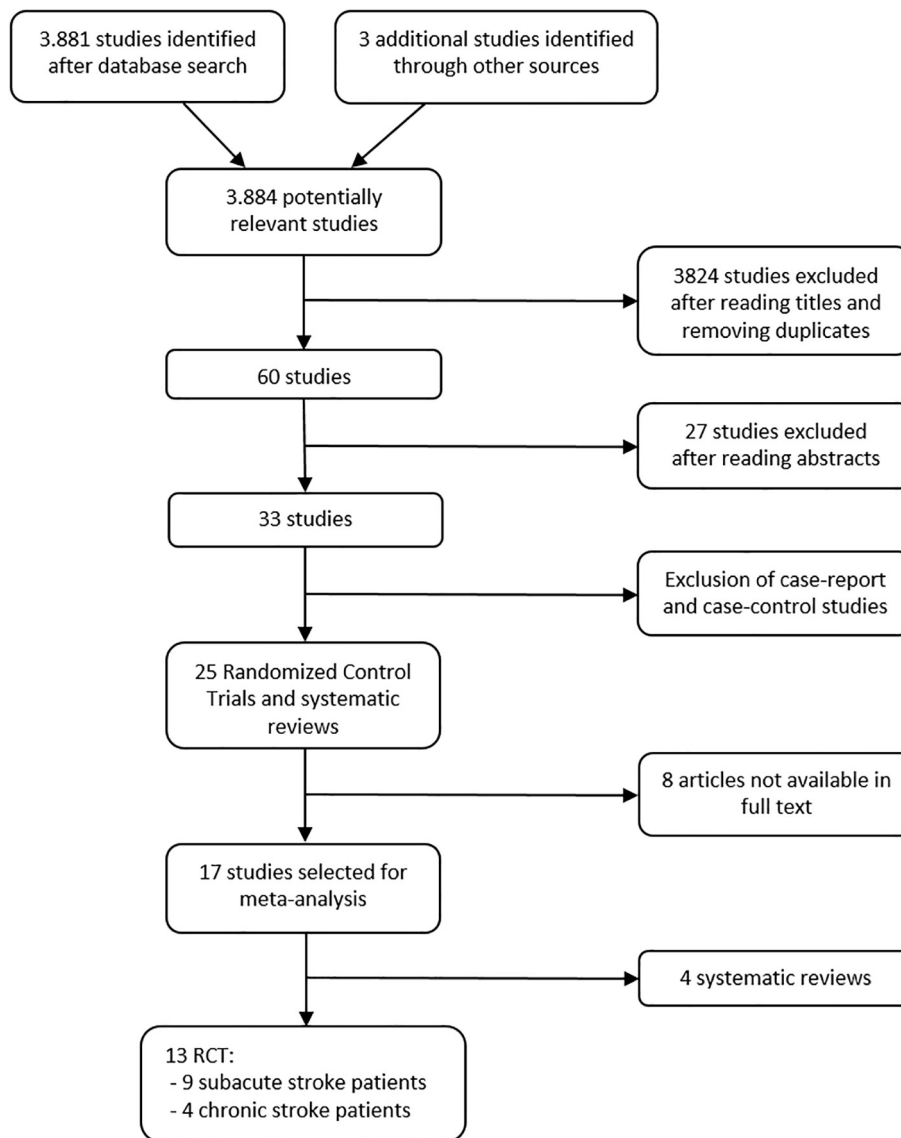 3.881 studies identified
after database search
3 additional studies identified
through other sources
3.884 potentially
relevant studies
3824 studies excluded
after reading titles and
removing duplicates
60 studies
27 studies excluded
after reading abstracts
33 studies
Exclusion of case-report
and case-control studies
25 Randomized Control
Trials and systematic
reviews
8 articles not available in
full text
17 studies selected for
meta-analysis
4 systematic reviews
13 RCT:
- 9 subacute stroke patients
- 4 chronic stroke patients